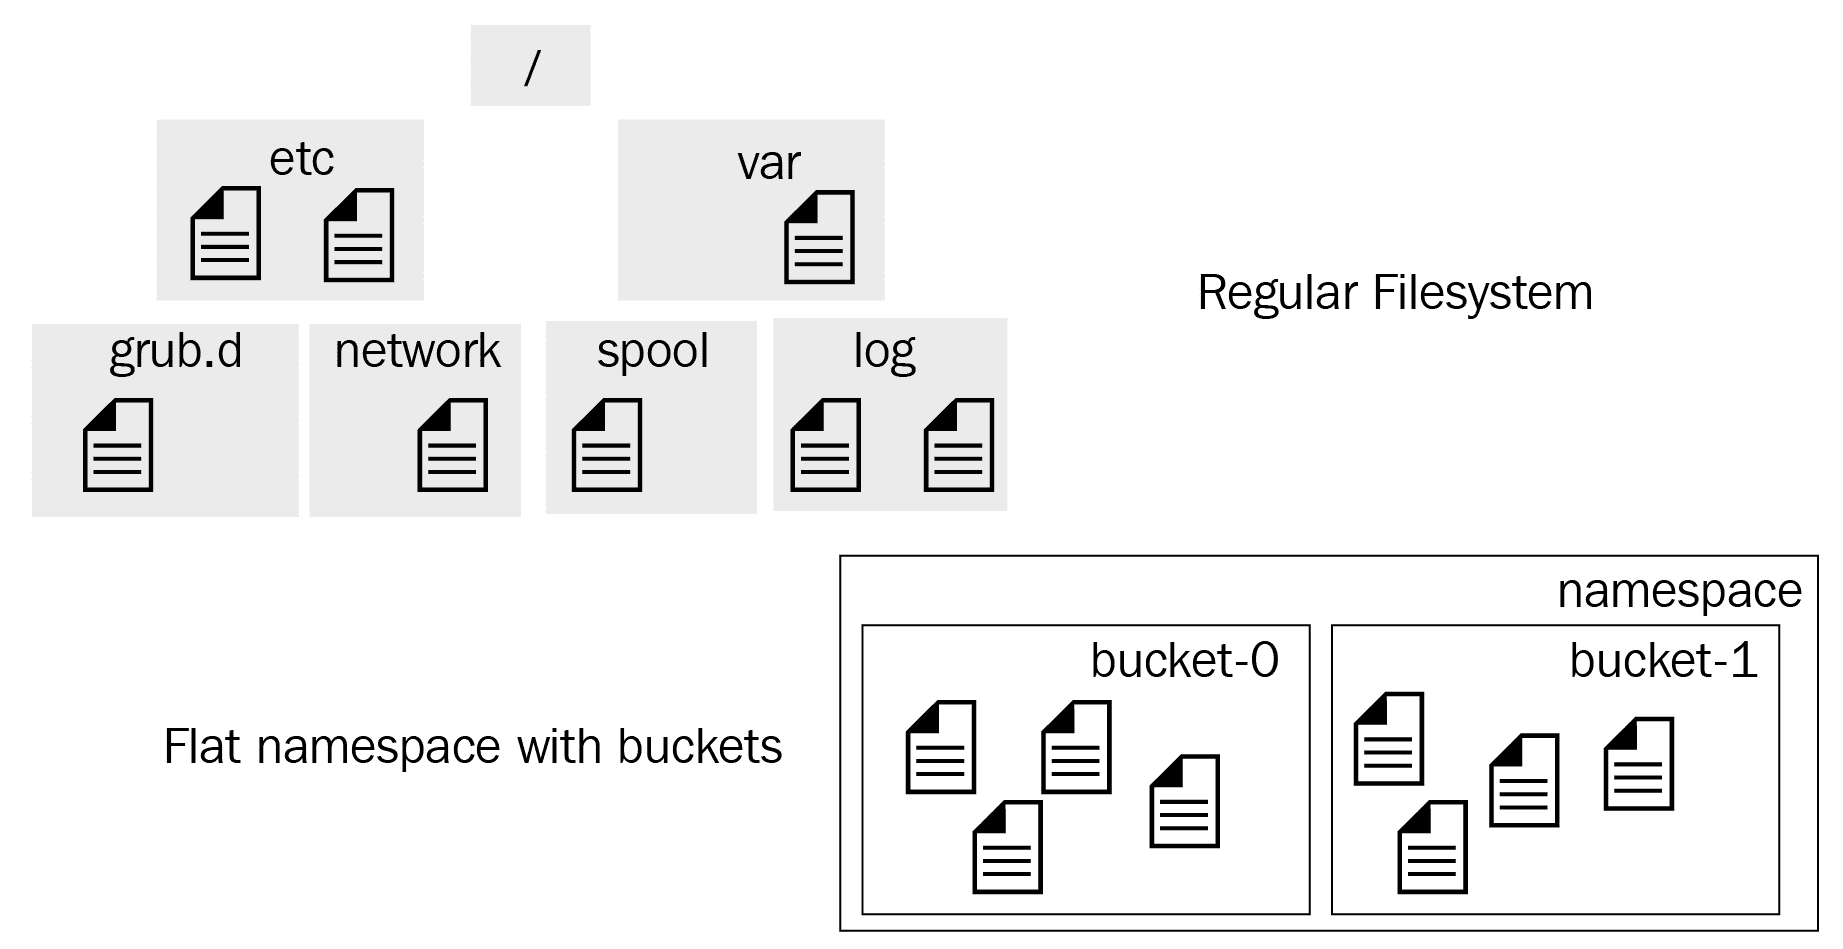 /
etc
var
Regular Filesystem
grub.d
network
spool
log
namespace
bucket-0
bucket-1
Flat namespace with buckets